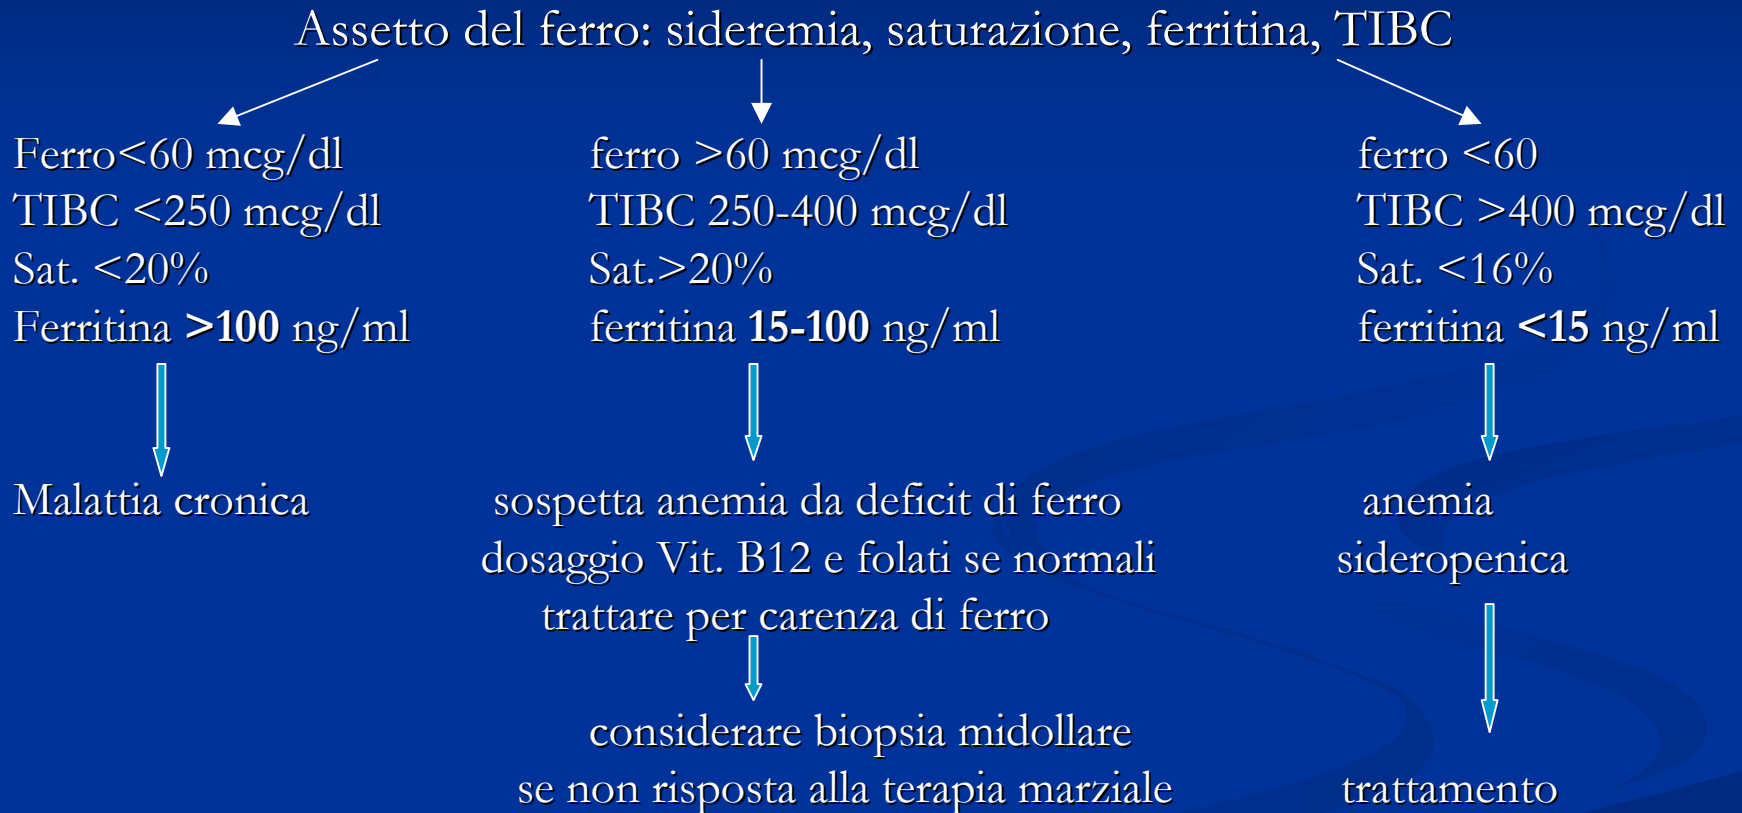 Assetto del ferro: sideremia, saturazione, ferritina, TIBC
Ferro<60 mcg/dl
TIBC <250 mcg/dl
Sat. <20%
Ferritina >100 ng/ml
Malattia cronica
ferro >60 mcg/dl
TIBC 250-400 mcg/dl
Sat.>20%
ferritina 15-100 ng/ml
sospetta anemia da deficit di ferro
dosaggio Vit. B12 e folati se normali
trattare per carenza di ferro
considerare biopsia midollare
se non risposta alla terapia marziale
ferro <60
TIBC >400 mcg/dl
Sat. <16%
ferritina <15 ng/ml
anemia
sideropenica
trattamento